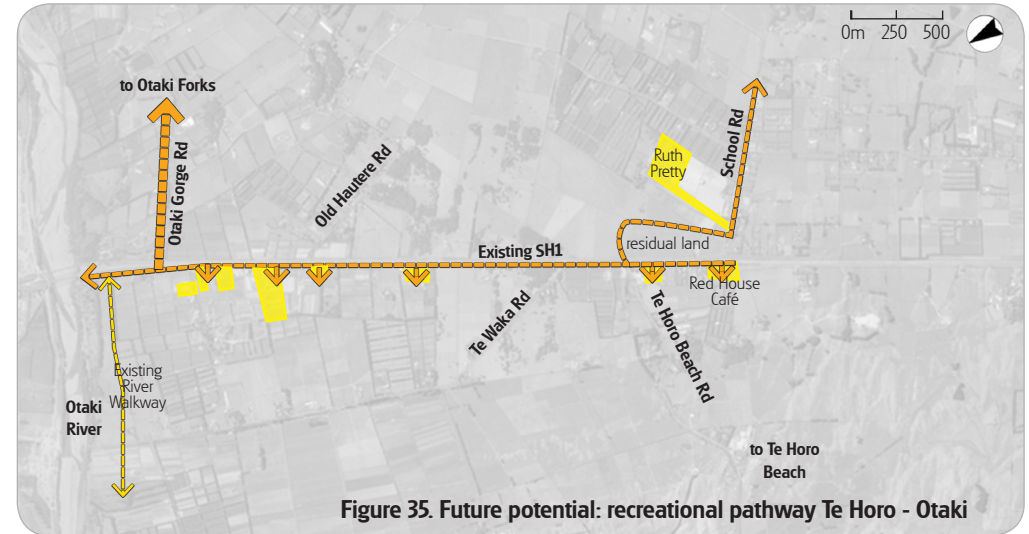 0m 250 500
to Otaki Forks
Otaki Gorge Rd
Old Hautere Rd
Ruth
Pretty
School Rd
residual land
Existing SH1
Red House
Café
Te Waka Rd
Te Horo Beach Rd
Existing
River
Walkway
Otaki
River
to Te Horo
Beach
Figure 35. Future potential: recreational pathway Te Horo - Otaki